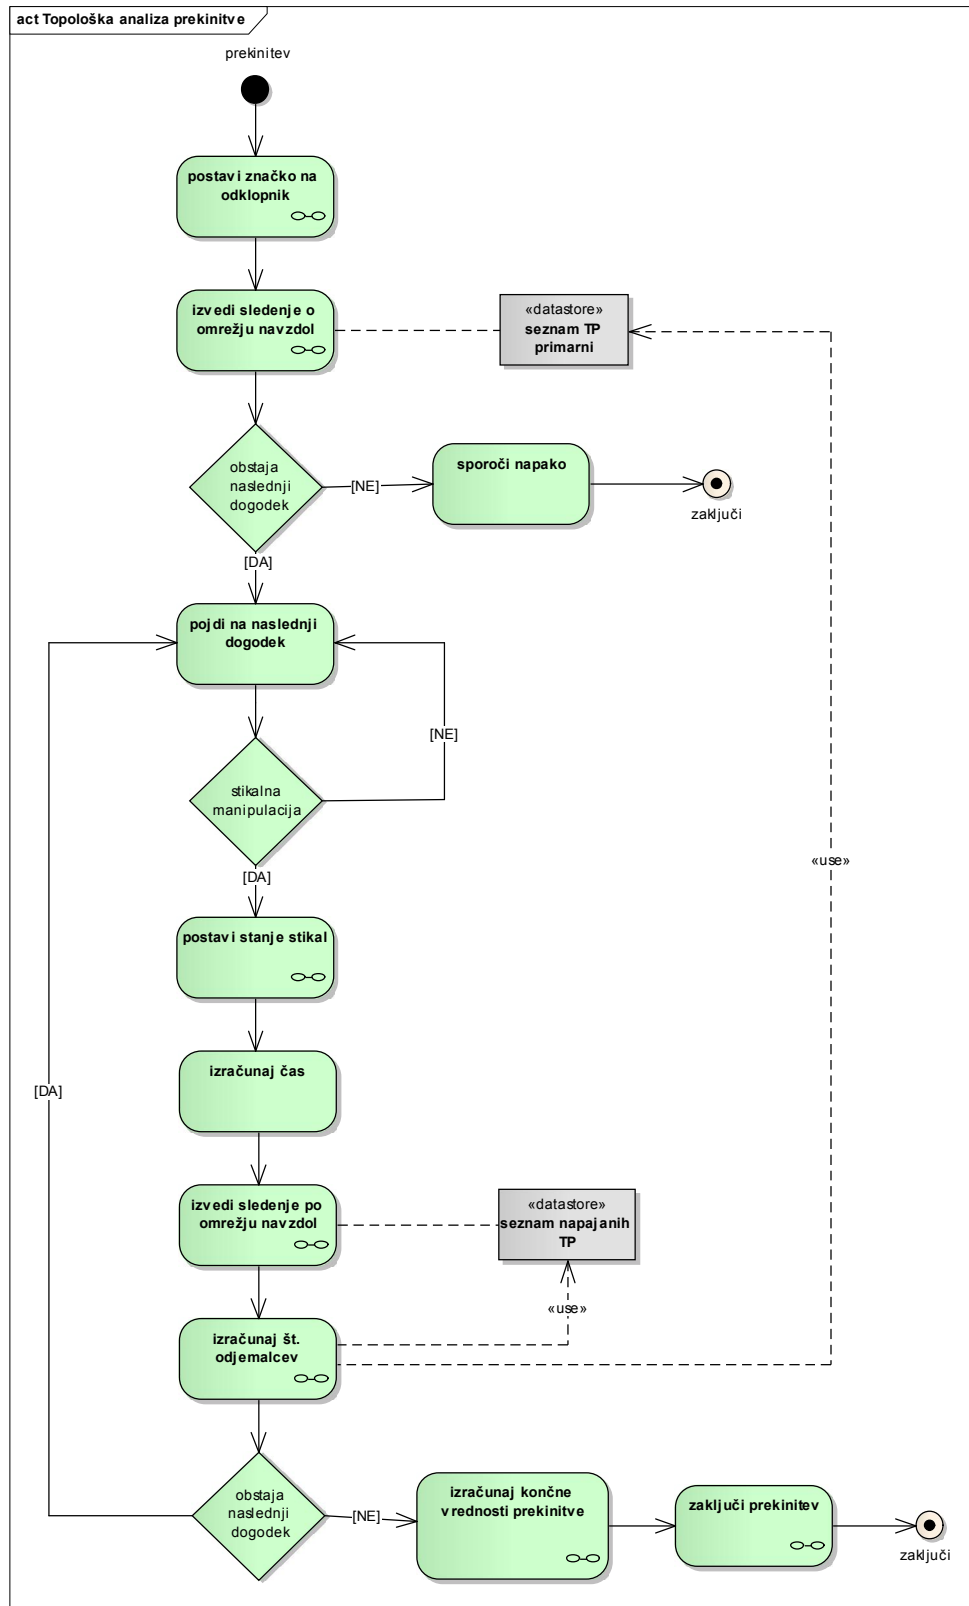 act Topološka analiza prekinitve
prekinitev
postavi značko na
odklopnik
izvedi sledenje o
omrežju navzdol
«datastore»
seznam TP
primarni
obstaja
naslednji
dogodek
[NE]
sporoči napako
zaključi
[DA]
pojdi na naslednji
dogodek
[NE]
stikalna
manipulacija
«use»
[DA]
postavi stanje stikal
izračunaj čas
[DA]
izvedi sledenje po
omrežju navzdol
«datastore»
seznam napajanih
TP
«use»
izračunaj št.
odjemalcev
obstaja
naslednji
dogodek
[NE]
izračunaj končne
vrednosti prekinitve
zaključi prekinitev
zaključi